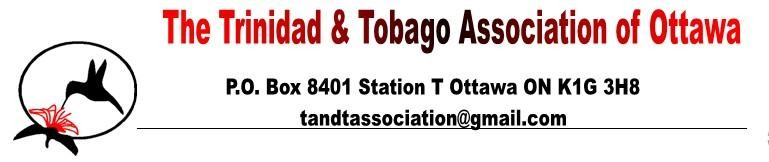 The Trinidad & Tobago Association of Ottawa
P.O. Box 8401 Station T Ottawa ON K1G 3H8
tandtassociation@gmail.com